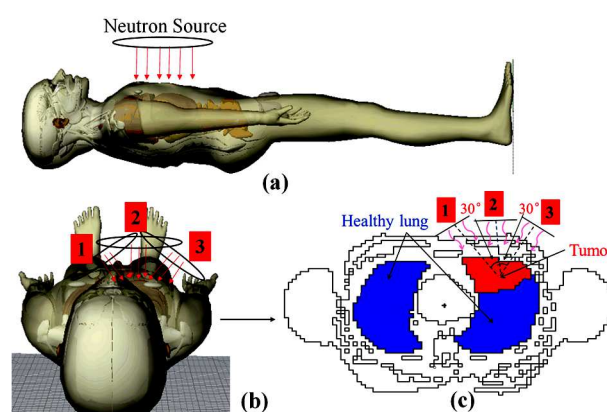 Neutron Source
(a)
1
2
3
(b)
1
30°
2
30°
3
Healthy lung
Tumo
(c)